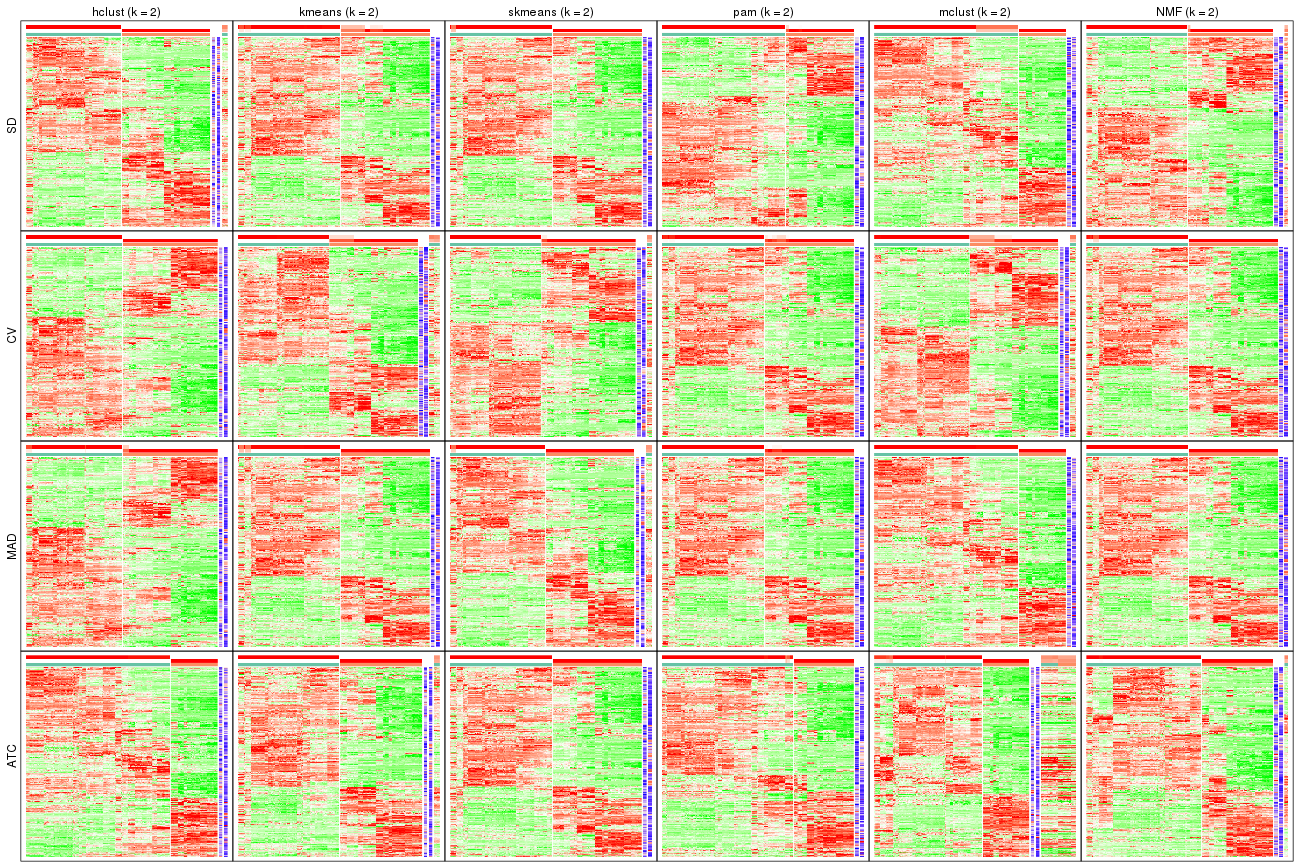 hclust (k = 2)
kmeans (k = 2)
skmeans (k = 2)
pam (k = 2)
mclust (k = 2)
NMF (k = 2)
SD
CV
MAD
ATC